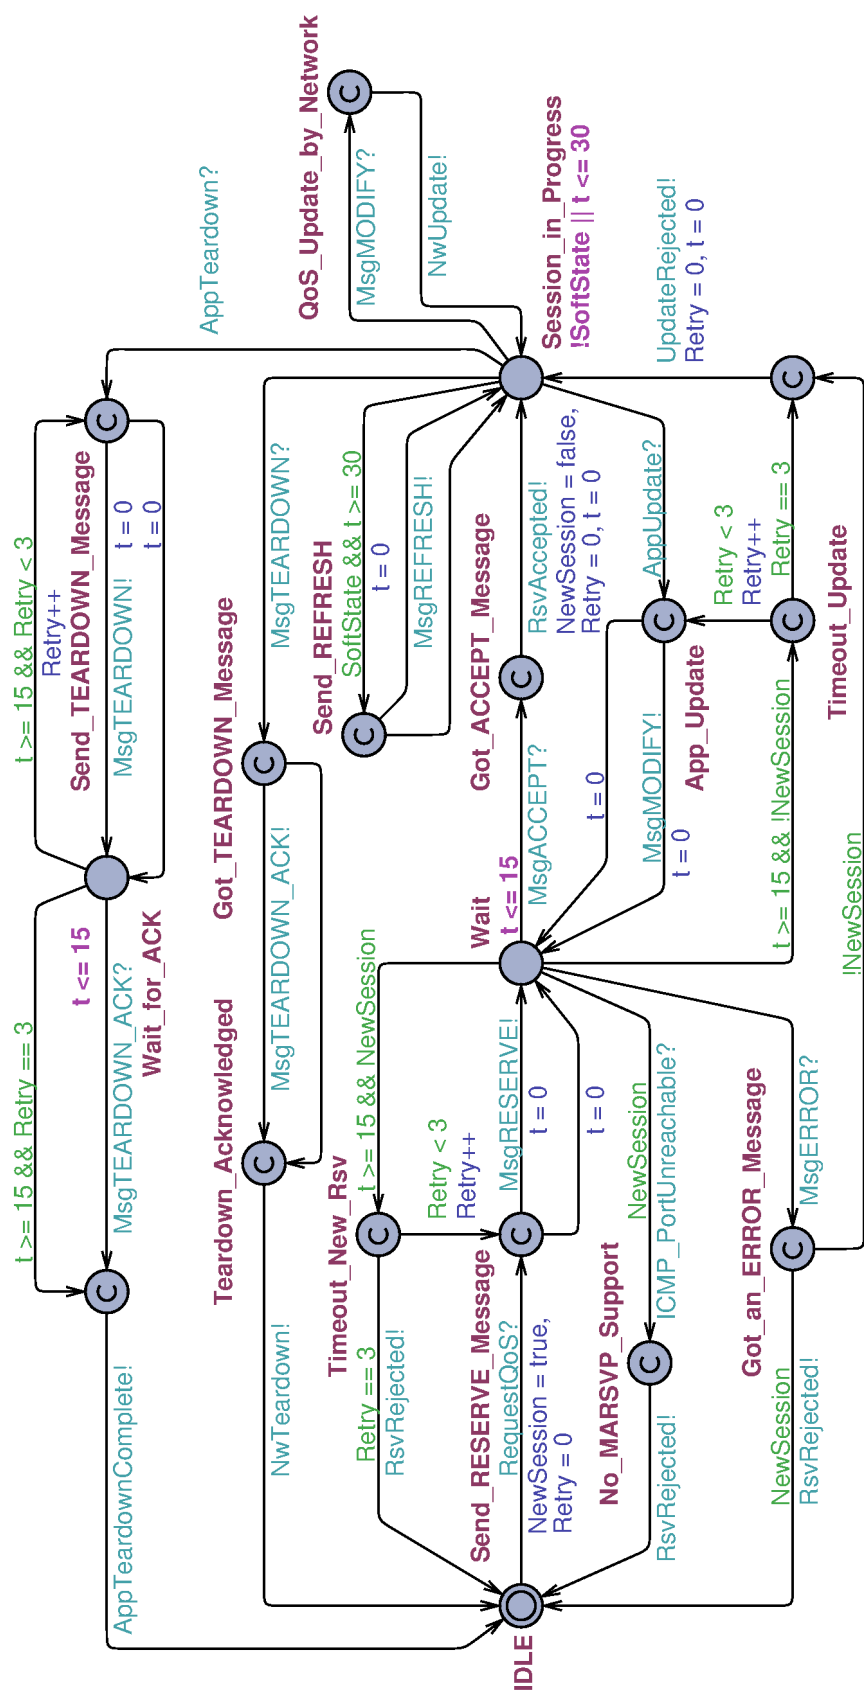 t >= 15 && Retry == 3
t >= 15 && Retry < 3
Retry++
AppTeardownComplete!
MsgTEARDOWN_ACK?
t <= 15
Wait_for_ACK
Send_TEARDOWN_Message
MsgTEARDOWN!
t = 0
t = 0
C
C
AppTeardown?
Teardown_Acknowledged
Got_TEARDOWN_Message
C
C
NwTeardown!
MsgTEARDOWN_ACK!
MsgTEARDOWN_ACK!
MsgTEARDOWN?
QoS_Update_by_Network
C
MsgMODIFY?
NwUpdate!
Timeout_New_Rsv
C
Retry == 3
RsvRejected!
t >= 15 && NewSession
Retry < 3
Retry++
Send_REFRESH
C
SoftState && t >= 30
t = 0
MsgREFRESH!
IDLE
Send_RESERVE_Message
RequestQoS?
C
NewSession = true,
Retry = 0
MsgRESERVE!
t = 0
t = 0
Wait
t <= 15
Got_ACCEPT_Message
MsgACCEPT?
C
RsvAccepted!
NewSession = false,
Retry = 0, t = 0
Session_in_Progress
!SoftState || t <= 30
No_MARSVP_Support
C
RsvRejected!
NewSession
ICMP_PortUnreachable?
t = 0
MsgMODIFY!
t = 0
App_Update
C
AppUpdate?
UpdateRejected!
Retry = 0, t = 0
Got_an_ERROR_Message
C
NewSession
RsvRejected!
MsgERROR?
t >= 15 && !NewSession
C
Retry < 3
Retry++
Retry == 3
C
Timeout_Update
!NewSession